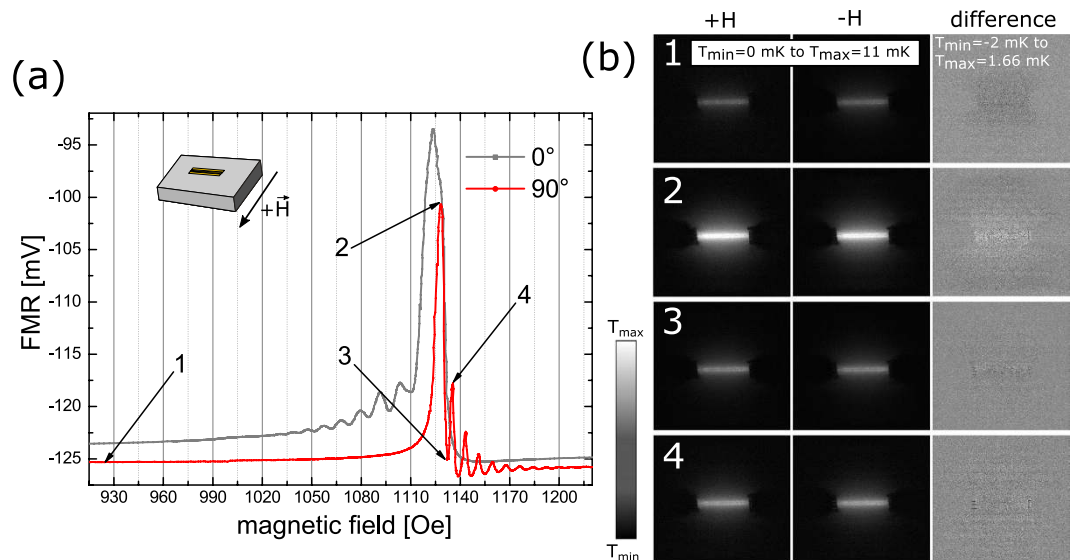 (a)
FMR [mV]
-95
-100
-105
-110
-115
-120
-125
930
960
990
1020
1050
1080
1110
1140
1170
1200
magnetic field [Oe]
+H
0°
90°
1
2
3
4
(b)
+H
-H
difference
1
Tmin=0 mK to Tmax=11 mK
Tmin=-2 mK to
Tmax=1.66 mK
2
3
4
Tmax
Tmin